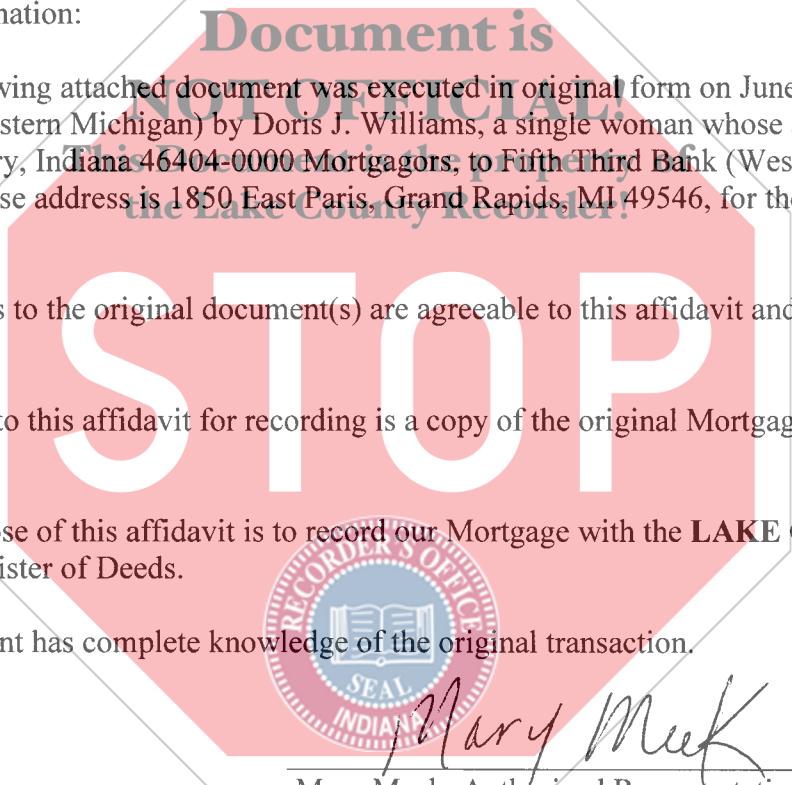 nation:
Document is
wing attached document was executed in original form on June
NOT OFFICIAL!
stern Michigan) by Doris J. Williams, a single woman whose
This Document is the property of
ry, Indiana 46404-0000 Mortgagors, to Fifth Third Bank (Wes
se address is 1850 East Paris, Grand Rapids, MI 49546, for the
the Lake County Recorder!
s to the original document(s) are agreeable to this affidavit and
STOP
to this affidavit for recording is a copy of the original Mortgag
se of this affidavit is to record our Mortgage with the LAKE
ister of Deeds.
RECORDER'S OFFICE
nt has complete knowledge of the original transaction.
SEAL
INDIANA
Mary Meek